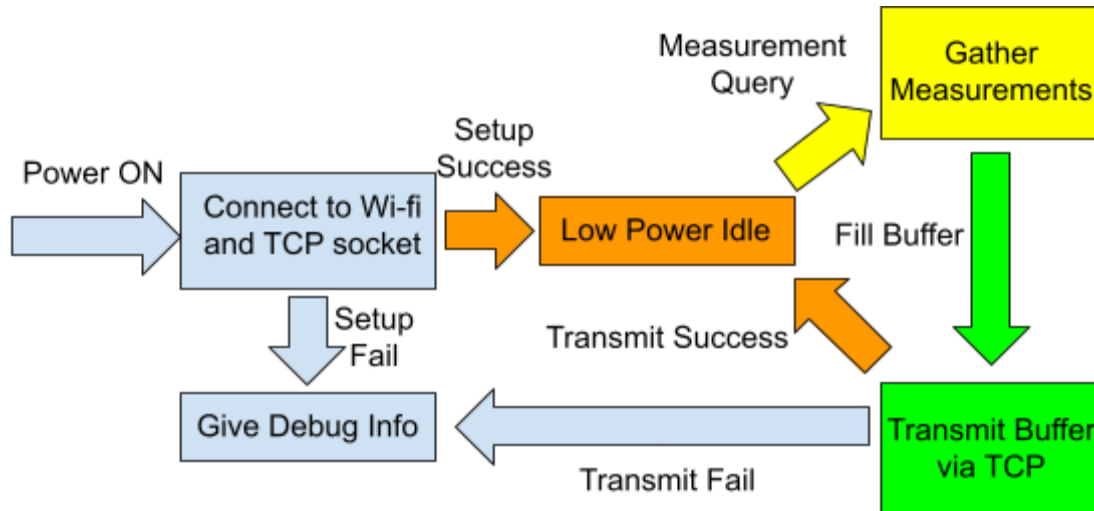 Measurement
Query
Gather
Measurements
Setup
Success
Power ON
Connect to Wi-fi
and TCP socket
Low Power Idle
Fill Buffer
Setup
Fail
Transmit Success
Give Debug Info
Transmit Buffer
via TCP
Transmit Fail